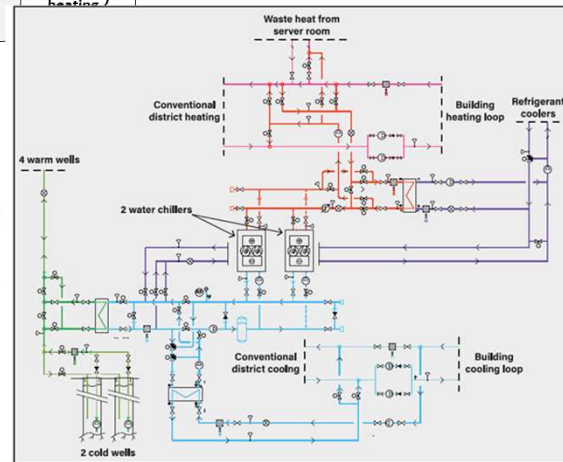 heating /
Waste heat from
server room
Conventional
district heating
Building
heating loop
Refrigerant
coolers
4 warm wells
2 water chillers
Conventional
district cooling
Building
cooling loop
2 cold wells